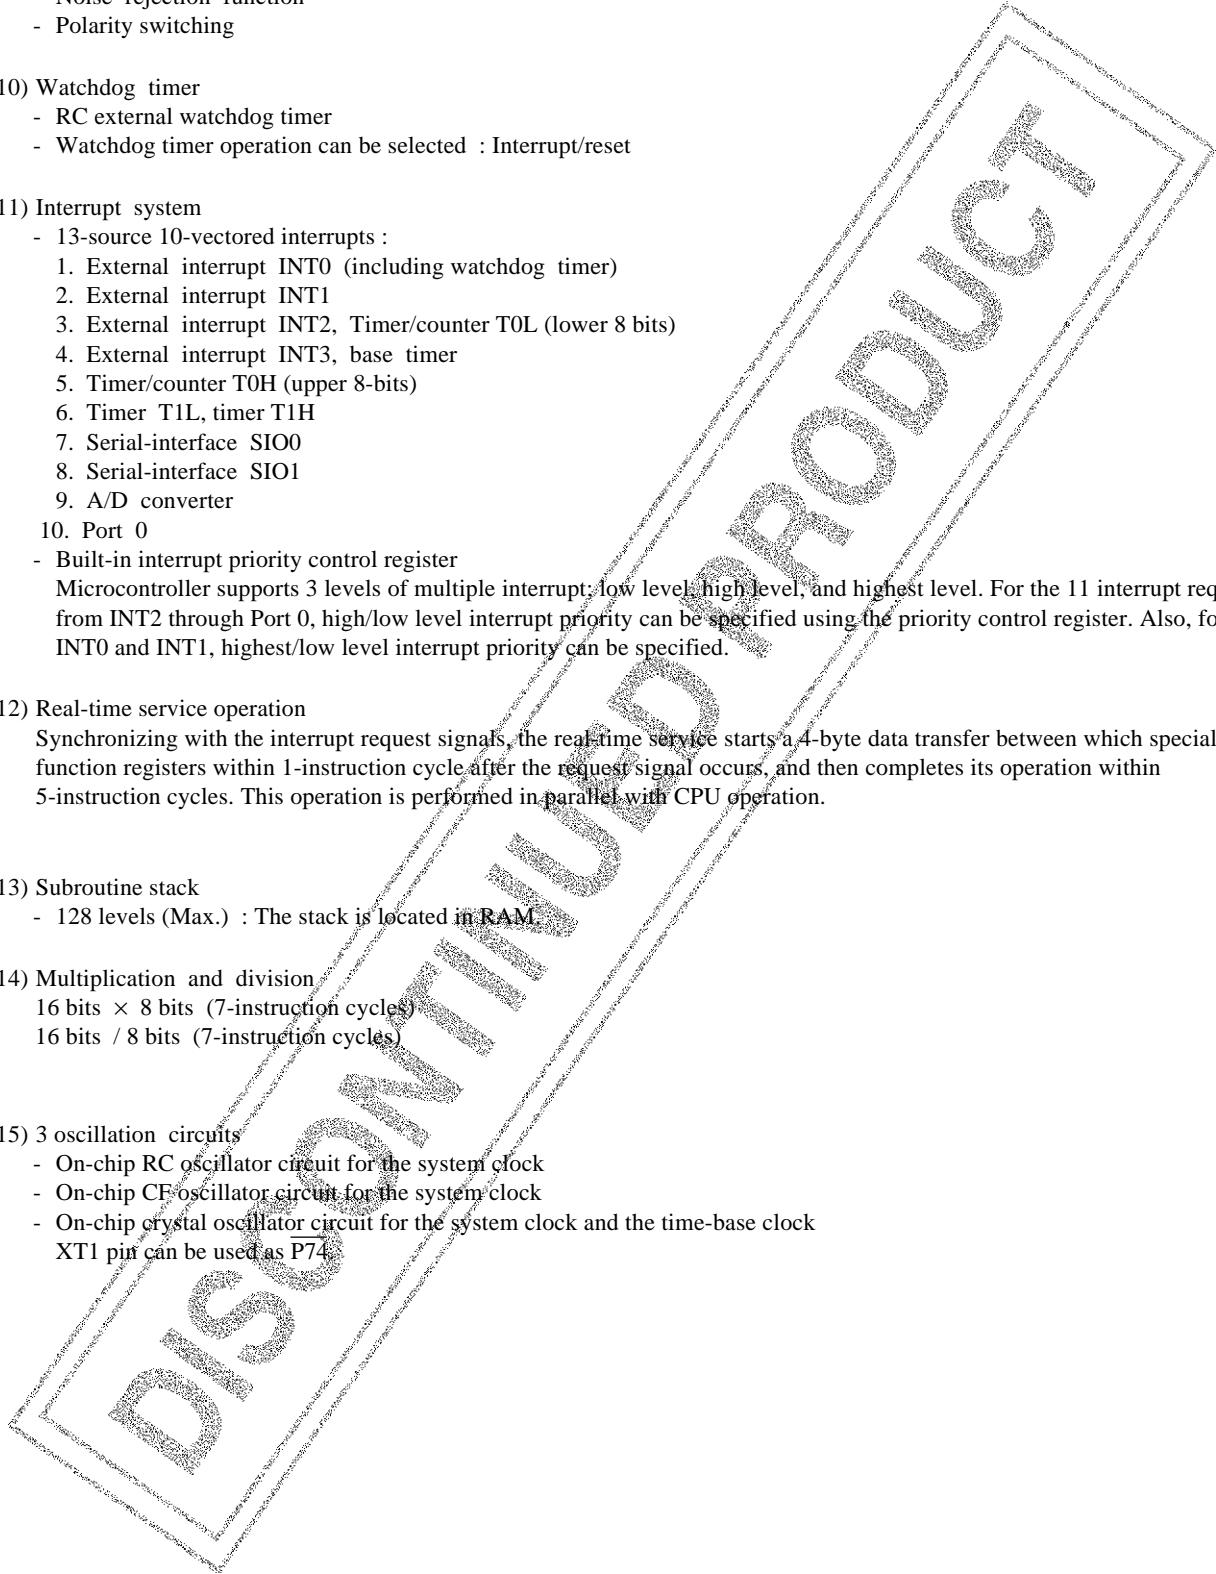 Noise rejection function
- Polarity switching
10) Watchdog timer
- RC external watchdog timer
- Watchdog timer operation can be selected : Interrupt/reset
11) Interrupt system
- 13-source 10-vectored interrupts :
1. External interrupt INT0 (including watchdog timer)
2. External interrupt INT1
3. External interrupt INT2, Timer/counter T0L (lower 8 bits)
4. External interrupt INT3, base timer
5. Timer/counter T0H (upper 8-bits)
6. Timer T1L, timer T1H
7. Serial-interface SIO0
8. Serial-interface SIO1
9. A/D converter
10. Port 0
- Built-in interrupt priority control register
Microcontroller supports 3 levels of multiple interrupt; low level, high level, and highest level. For the 11 interrupt req
from INT2 through Port 0, high/low level interrupt priority can be specified using the priority control register. Also, fo
INT0 and INT1, highest/low level interrupt priority can be specified.
12) Real-time service operation
Synchronizing with the interrupt request signals, the real-time service starts a 4-byte data transfer between which special
function registers within 1-instruction cycle after the request signal occurs, and then completes its operation within
5-instruction cycles. This operation is performed in parallel with CPU operation.
13) Subroutine stack
- 128 levels (Max.) : The stack is located in RAM.
14) Multiplication and division
16 bits × 8 bits (7-instruction cycles)
16 bits / 8 bits (7-instruction cycles)
15) 3 oscillation circuits
- On-chip RC oscillator circuit for the system clock
- On-chip CF oscillator circuit for the system clock
- On-chip crystal oscillator circuit for the system clock and the time-base clock
XT1 pin can be used as P74.
DISCONTINUED PRODUCT